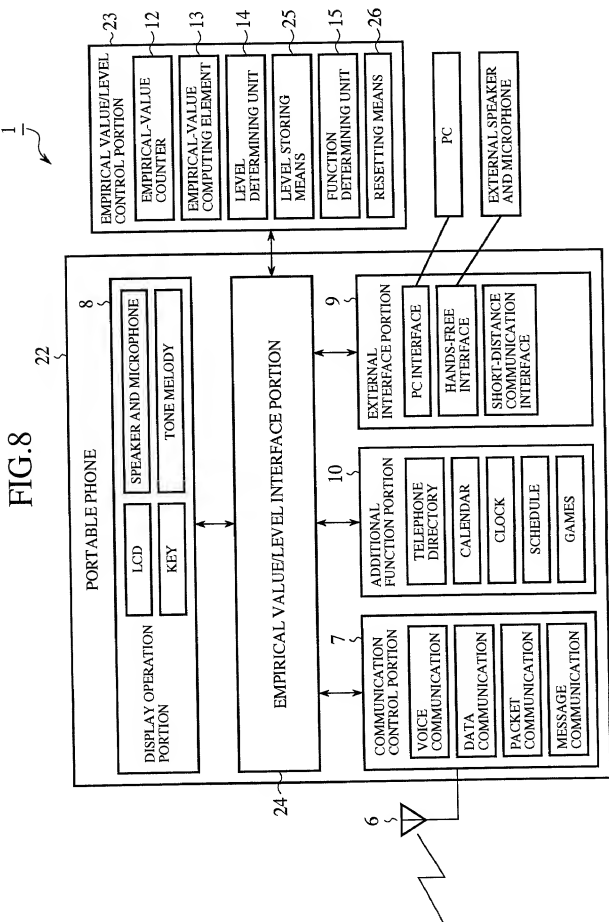 FIG.8
1
22
PORTABLE PHONE
DISPLAY OPERATION
PORTION
LCD
KEY
8
SPEAKER AND MICROPHONE
TONE MELODY
24
EMPIRICAL VALUE/LEVEL INTERFACE PORTION
6
7
COMMUNICATION
CONTROL PORTION
VOICE
COMMUNICATION
DATA
COMMUNICATION
PACKET
COMMUNICATION
MESSAGE
COMMUNICATION
10
ADDITIONAL
FUNCTION PORTION
TELEPHONE
DIRECTORY
CALENDAR
CLOCK
SCHEDULE
GAMES
9
EXTERNAL
INTERFACE PORTION
PC INTERFACE
HANDS-FREE
INTERFACE
SHORT-DISTANCE
COMMUNICATION
INTERFACE
23
EMPIRICAL VALUE/LEVEL
CONTROL PORTION
EMPIRICAL-VALUE
COUNTER
12
EMPIRICAL-VALUE
COMPUTING ELEMENT
13
LEVEL
DETERMINING UNIT
14
LEVEL STORING
MEANS
25
FUNCTION
DETERMINING UNIT
15
RESETTING MEANS
26
PC
EXTERNAL SPEAKER
AND MICROPHONE